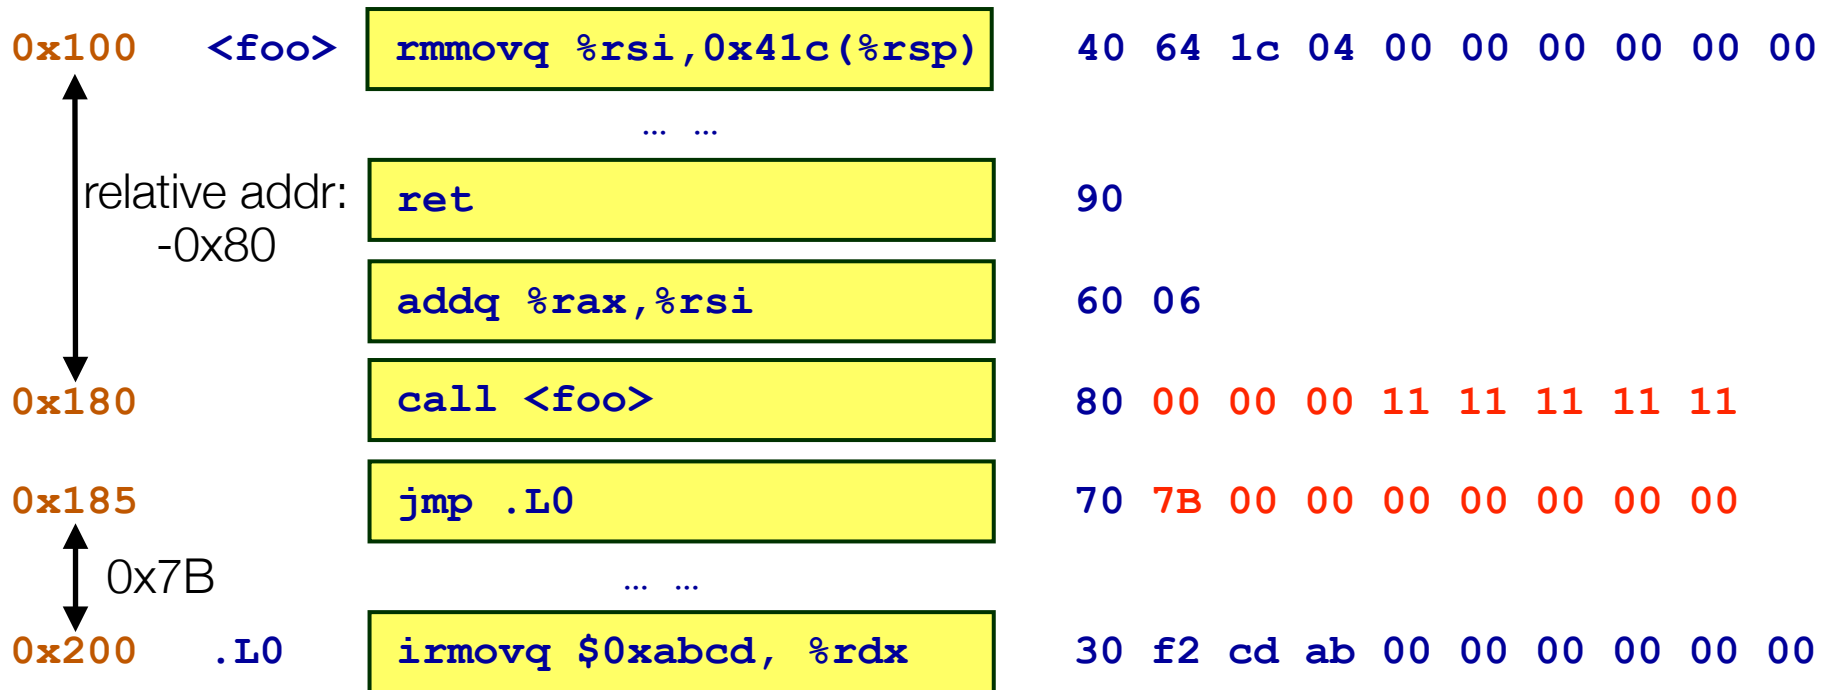 0x100 <foo> rmmovq %rsi,0x41c(%rsp) 40 64 1c 04 00 00 00 00 00 00
… …
relative addr:
-0x80
ret 90
addq %rax,%rsi 60 06
0x180 call <foo> 80 00 00 00 11 11 11 11 11
0x185 jmp .L0 70 7B 00 00 00 00 00 00 00
0x7B
… …
0x200 .L0 irmovq $0xabcd, %rdx 30 f2 cd ab 00 00 00 00 00 00